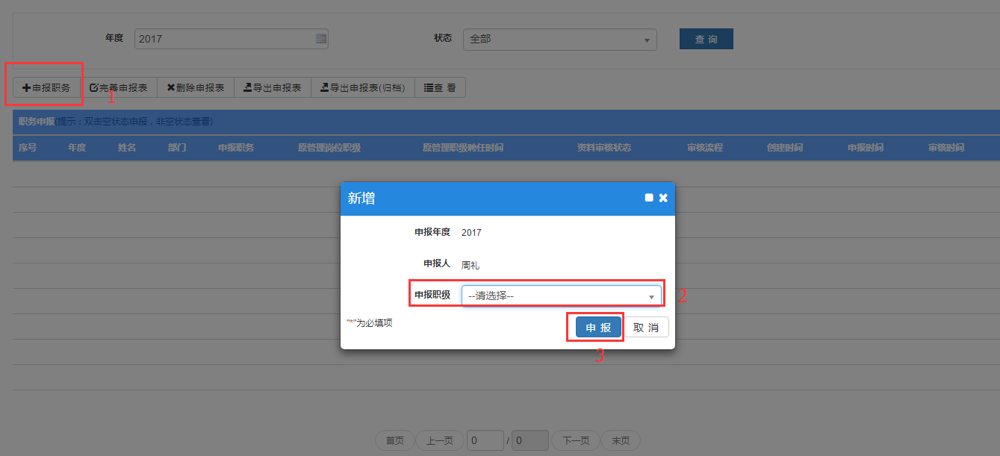 年度 2017 状态 全部 查 询
申报职务 完善申报表 删除申报表 导出申报表 导出申报表(归档) 查 看
1
职务申报(提示：双击空状态申报，非空状态查看)
序号 年度 姓名 部门 申报职务 原管理岗位职级 原管理职级聘任时间 资料审核状态 审核流程 创建时间 申报时间 审核时间
新增
申报年度 2017
申报人 周礼
申报职级 --请选择-- 2
"*"为必填项 申 报 取 消
3
首页 上一页 0 / 0 下一页 末页